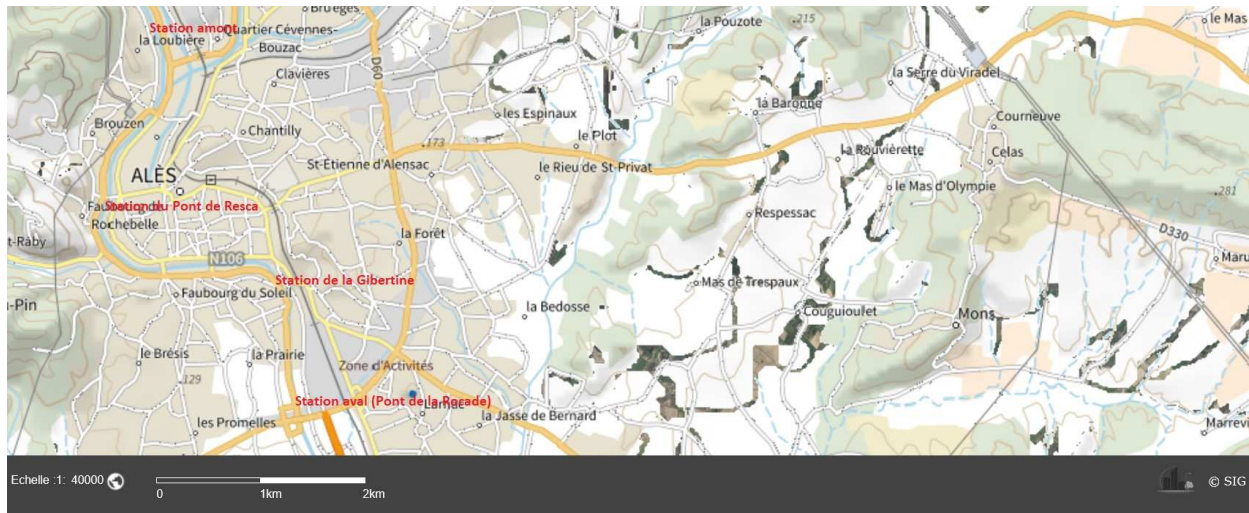 Bruèges
215
la Pouzote
le Mas
Station amont
Quartier Cévennes-
Bouzac
la Loubière
D60
Clavières
la Serre du Viradel
les Espinaux
la Baronne
Courneuve
Brouzen
Chantilly
173
le Plot
St-Étienne d'Alensac
le Rieu de St-Privat
la Rouvièrette
Celas
ALÈS
le Mas d'Olympie
281
Station du Pont de Resca
Rochebelle
Respessac
t-Raby
la Forêt
D330
N106
Maru
Station de la Gibertine
Mas de Trespaux
Faubourg du Soleil
-Pin
la Bedosse
Couguioulet
Mons
le Brésis
la Prairie
Zone d'Activités
129
Station aval (Pont de la Rocade)
la Jasse de Bernard
les Promelles
Marrevi
Echelle :1: 40000
0 1km 2km
© SIG